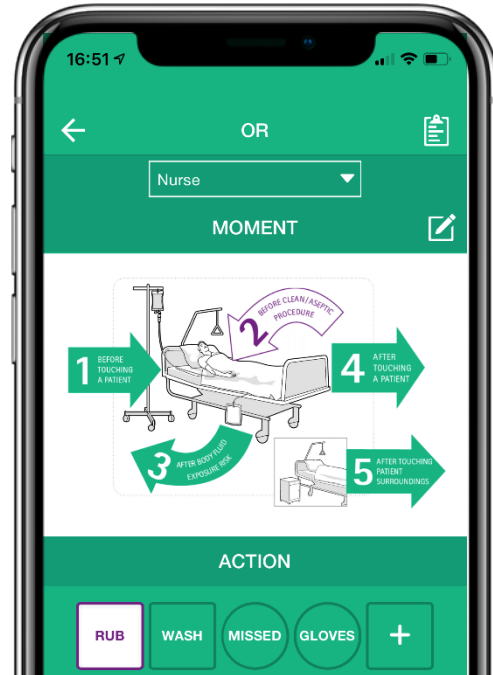 16:51
OR
Nurse
MOMENT
1 BEFORE
TOUCHING
A PATIENT
2 BEFORE CLEAN/ASEPTIC
PROCEDURE
3 AFTER BODY FLUID
EXPOSURE RISK
4 AFTER
TOUCHING
A PATIENT
5 AFTER TOUCHING
PATIENT
SURROUNDINGS
ACTION
RUB WASH MISSED GLOVES +